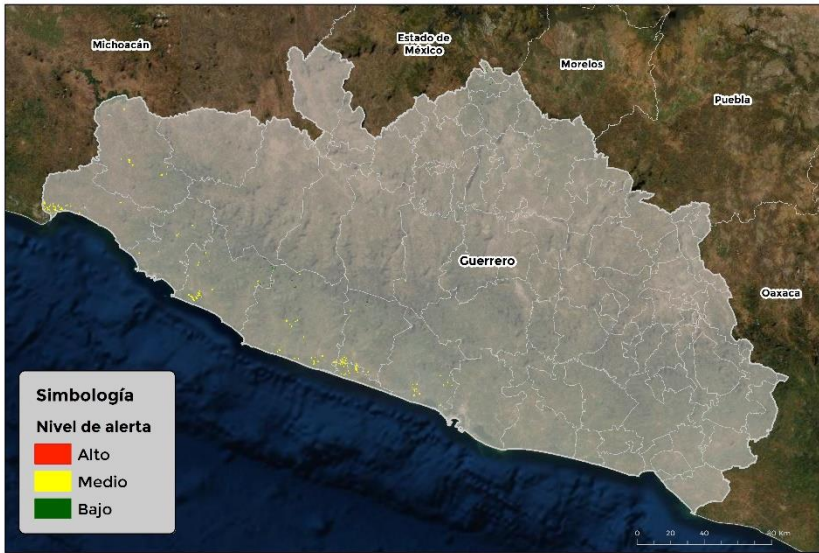 Michoacán
Estado de
México
Morelos
Puebla
Guerrero
Oaxaca
Simbología
Nivel de alerta
Alto
Medio
Bajo
0 20 40 80 Km